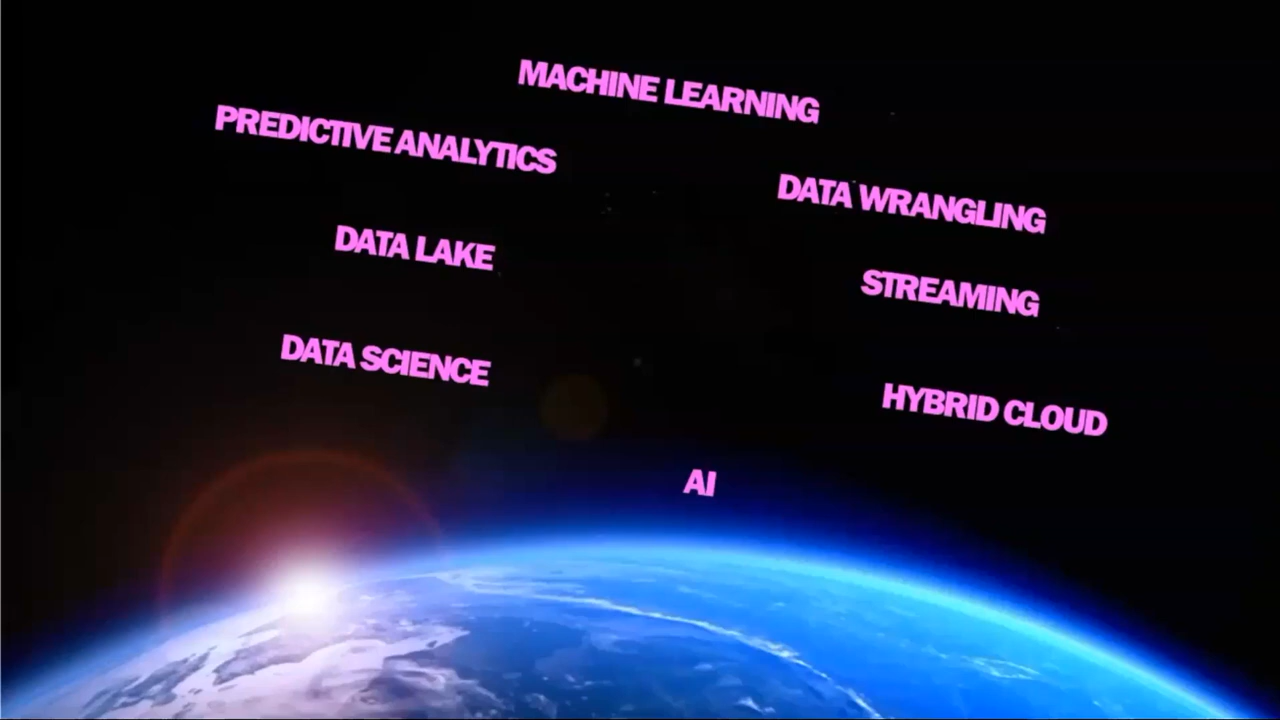 MACHINE LEARNING
PREDICTIVE ANALYTICS
DATA WRANGLING
DATA LAKE
STREAMING
DATA SCIENCE
HYBRID CLOUD
AI